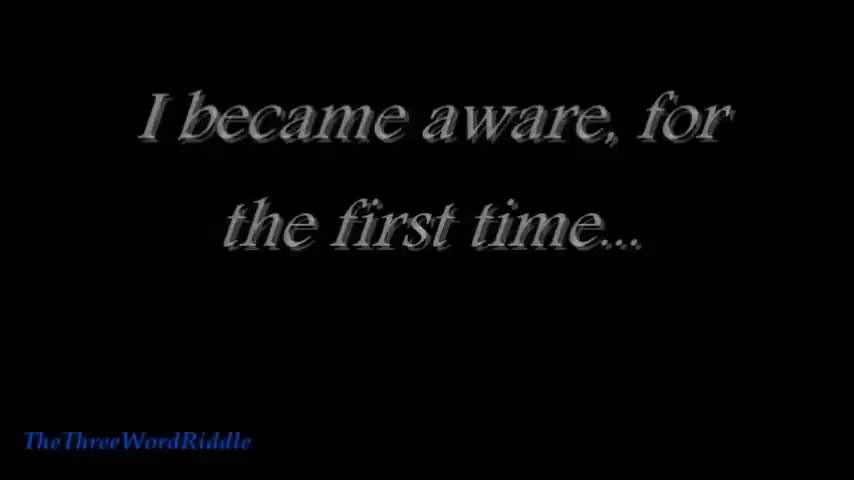 I became aware, for
the first time...
TheThreeWordRiddle